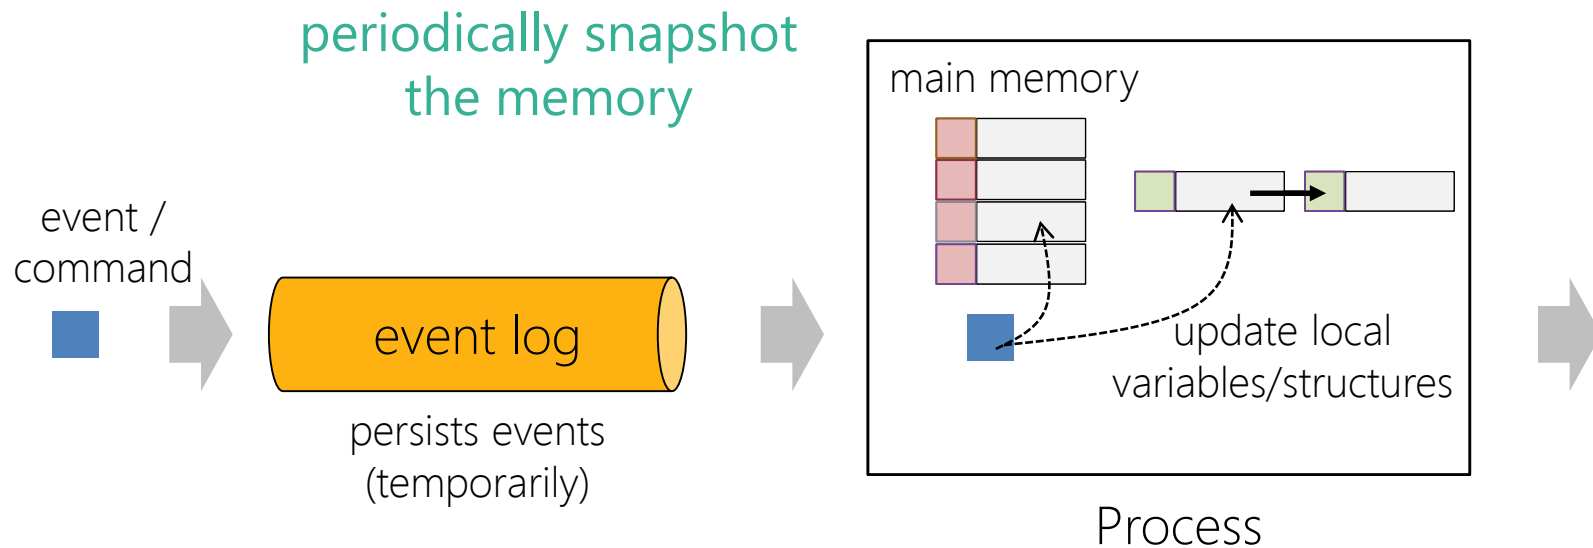 periodically snapshot
the memory
event /
command
event log
persists events
(temporarily)
main memory
update local
variables/structures
Process